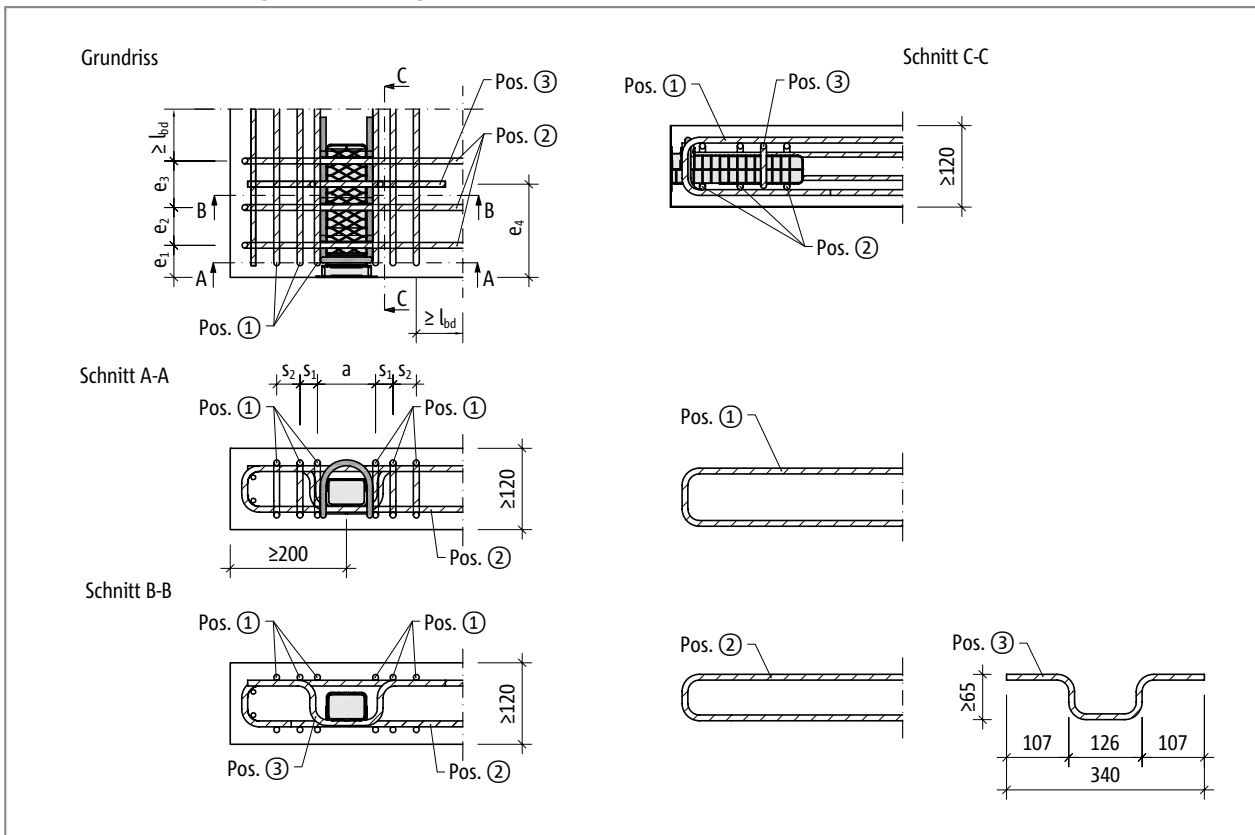 Grundriss
C
Pos. ③
Pos. ②
≥ l_bd
e₃
B
B
e₂
e₄
e₁
A
A
C
Pos. ①
≥ l_bd
Schnitt C-C
Pos. ①
Pos. ③
≥120
Pos. ②
Schnitt A-A
s₂ s₁ a s₁ s₂
Pos. ①
Pos. ①
≥120
≥200
Pos. ②
Pos. ①
Schnitt B-B
Pos. ①
Pos. ①
≥120
Pos. ③
Pos. ②
Pos. ②
Pos. ③
≥65
107 126 107
340